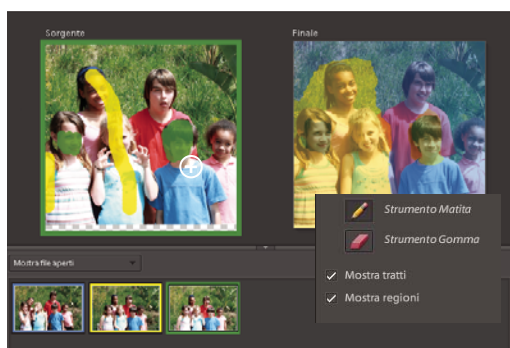 Sorgente
Finale
Strumento Matita
Strumento Gomma
Mostra file aperti
Mostra tratti
Mostra regioni